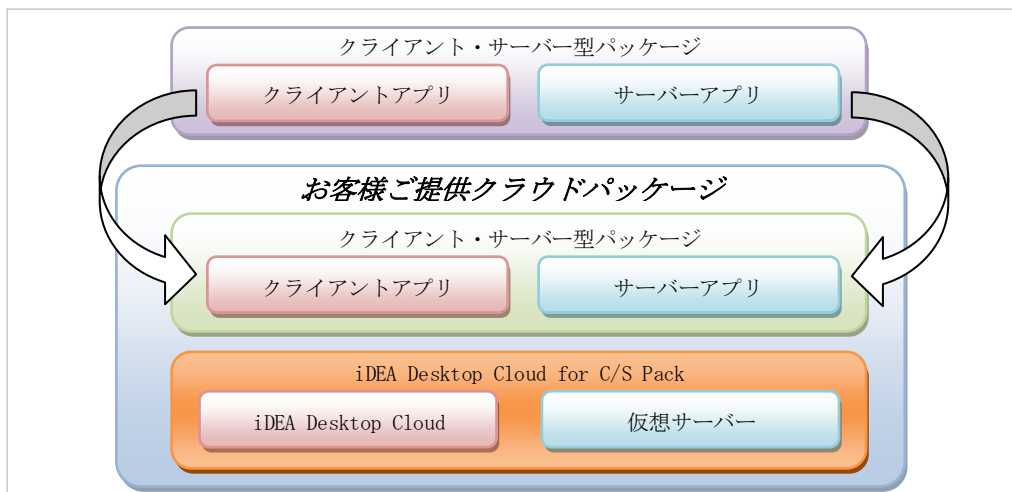 クライアント・サーバー型パッケージ
クライアントアプリ
サーバーアプリ
お客様ご提供クラウドパッケージ
クライアント・サーバー型パッケージ
クライアントアプリ
サーバーアプリ
iDEA Desktop Cloud for C/S Pack
iDEA Desktop Cloud
仮想サーバー